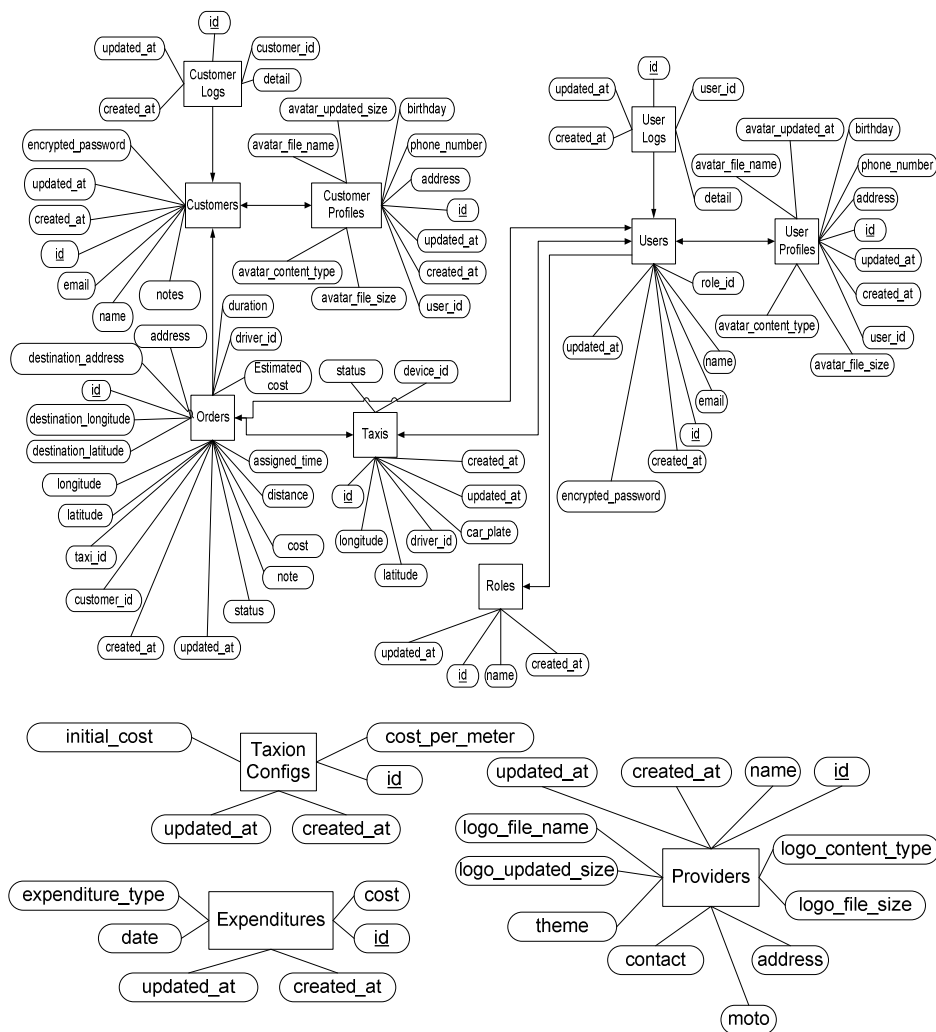 id
updated_at
customer_id
Customer
Logs
detail
created_at
avatar_updated_size
birthday
encrypted_password
avatar_file_name
phone_number
updated_at
address
Customers
Customer
Profiles
id
created_at
updated_at
id
created_at
avatar_content_type
email
notes
avatar_file_size
user_id
name
duration
address
driver_id
destination_address
Estimated
cost
id
Orders
destination_longitude
destination_latitude
assigned_time
longitude
distance
latitude
cost
taxi_id
note
customer_id
status
created_at
updated_at
status
device_id
Taxis
created_at
id
updated_at
longitude
driver_id
car_plate
latitude
id
updated_at
user_id
User
Logs
created_at
detail
avatar_updated_at
birthday
avatar_file_name
phone_number
address
Users
User
Profiles
id
updated_at
role_id
created_at
avatar_content_type
user_id
avatar_file_size
updated_at
name
email
id
created_at
encrypted_password
Roles
updated_at
id
name
created_at
initial_cost
Taxion
Configs
cost_per_meter
id
updated_at
created_at
expenditure_type
Expenditures
cost
date
id
updated_at
created_at
updated_at
created_at
name
id
logo_file_name
logo_content_type
logo_updated_size
Providers
logo_file_size
theme
contact
address
moto